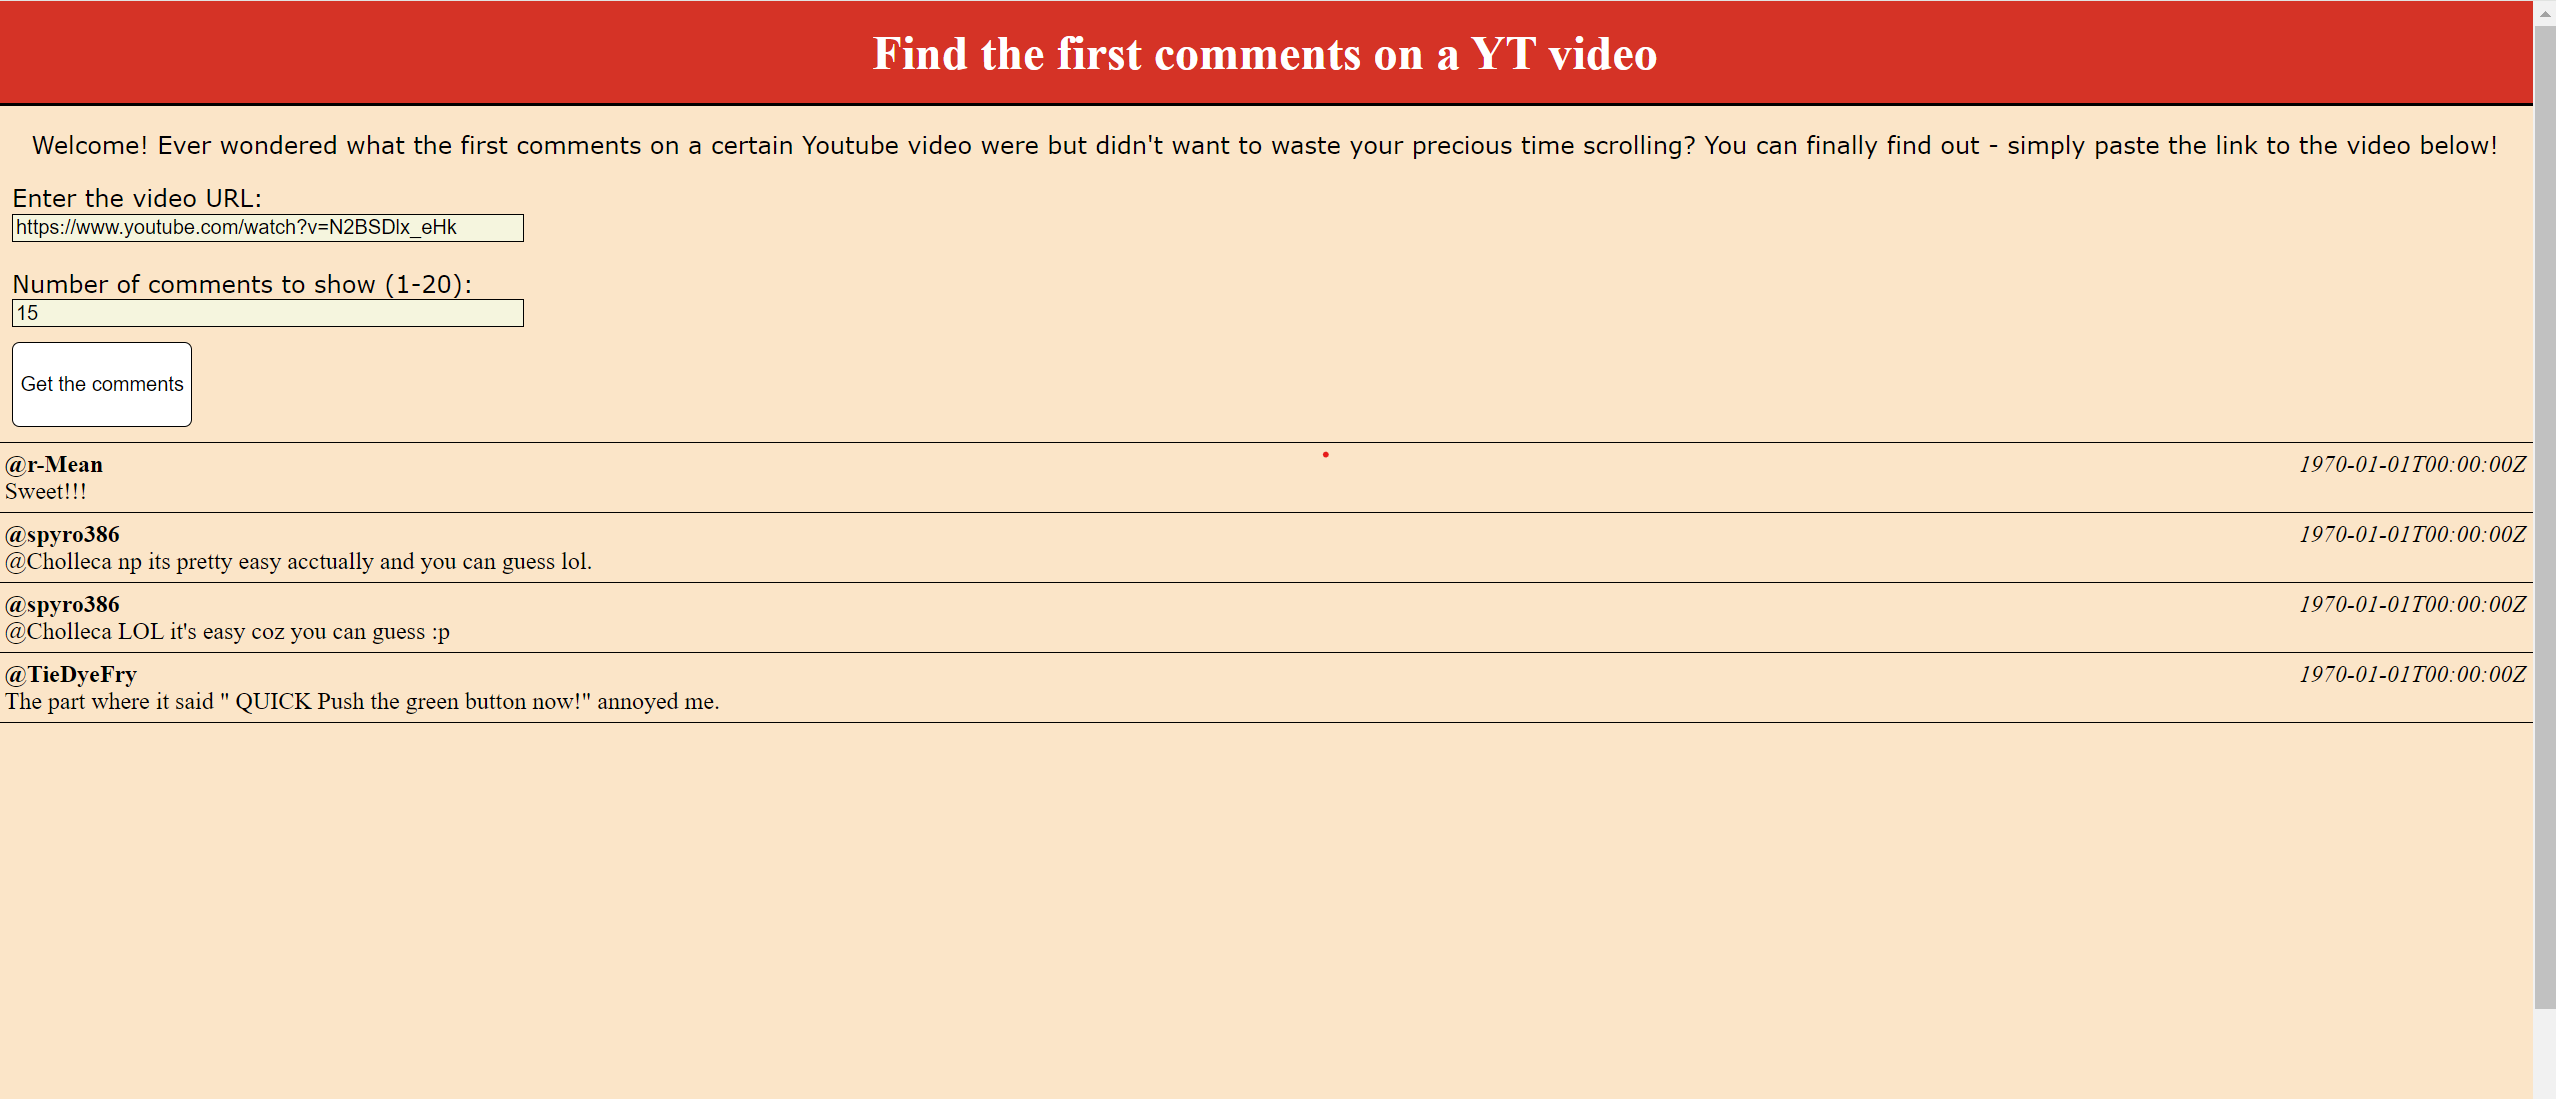 Find the first comments on a YT video
Welcome! Ever wondered what the first comments on a certain Youtube video were but didn't want to waste your precious time scrolling? You can finally find out - simply paste the link to the video below!
Enter the video URL:
https://www.youtube.com/watch?v=N2BSDlx_eHk
Number of comments to show (1-20):
15
Get the comments
@r-Mean 1970-01-01T00:00:00Z
Sweet!!!
@spyro386 1970-01-01T00:00:00Z
@Cholleca np its pretty easy acctually and you can guess lol.
@spyro386 1970-01-01T00:00:00Z
@Cholleca LOL it's easy coz you can guess :p
@TieDyeFry 1970-01-01T00:00:00Z
The part where it said " QUICK Push the green button now!" annoyed me.